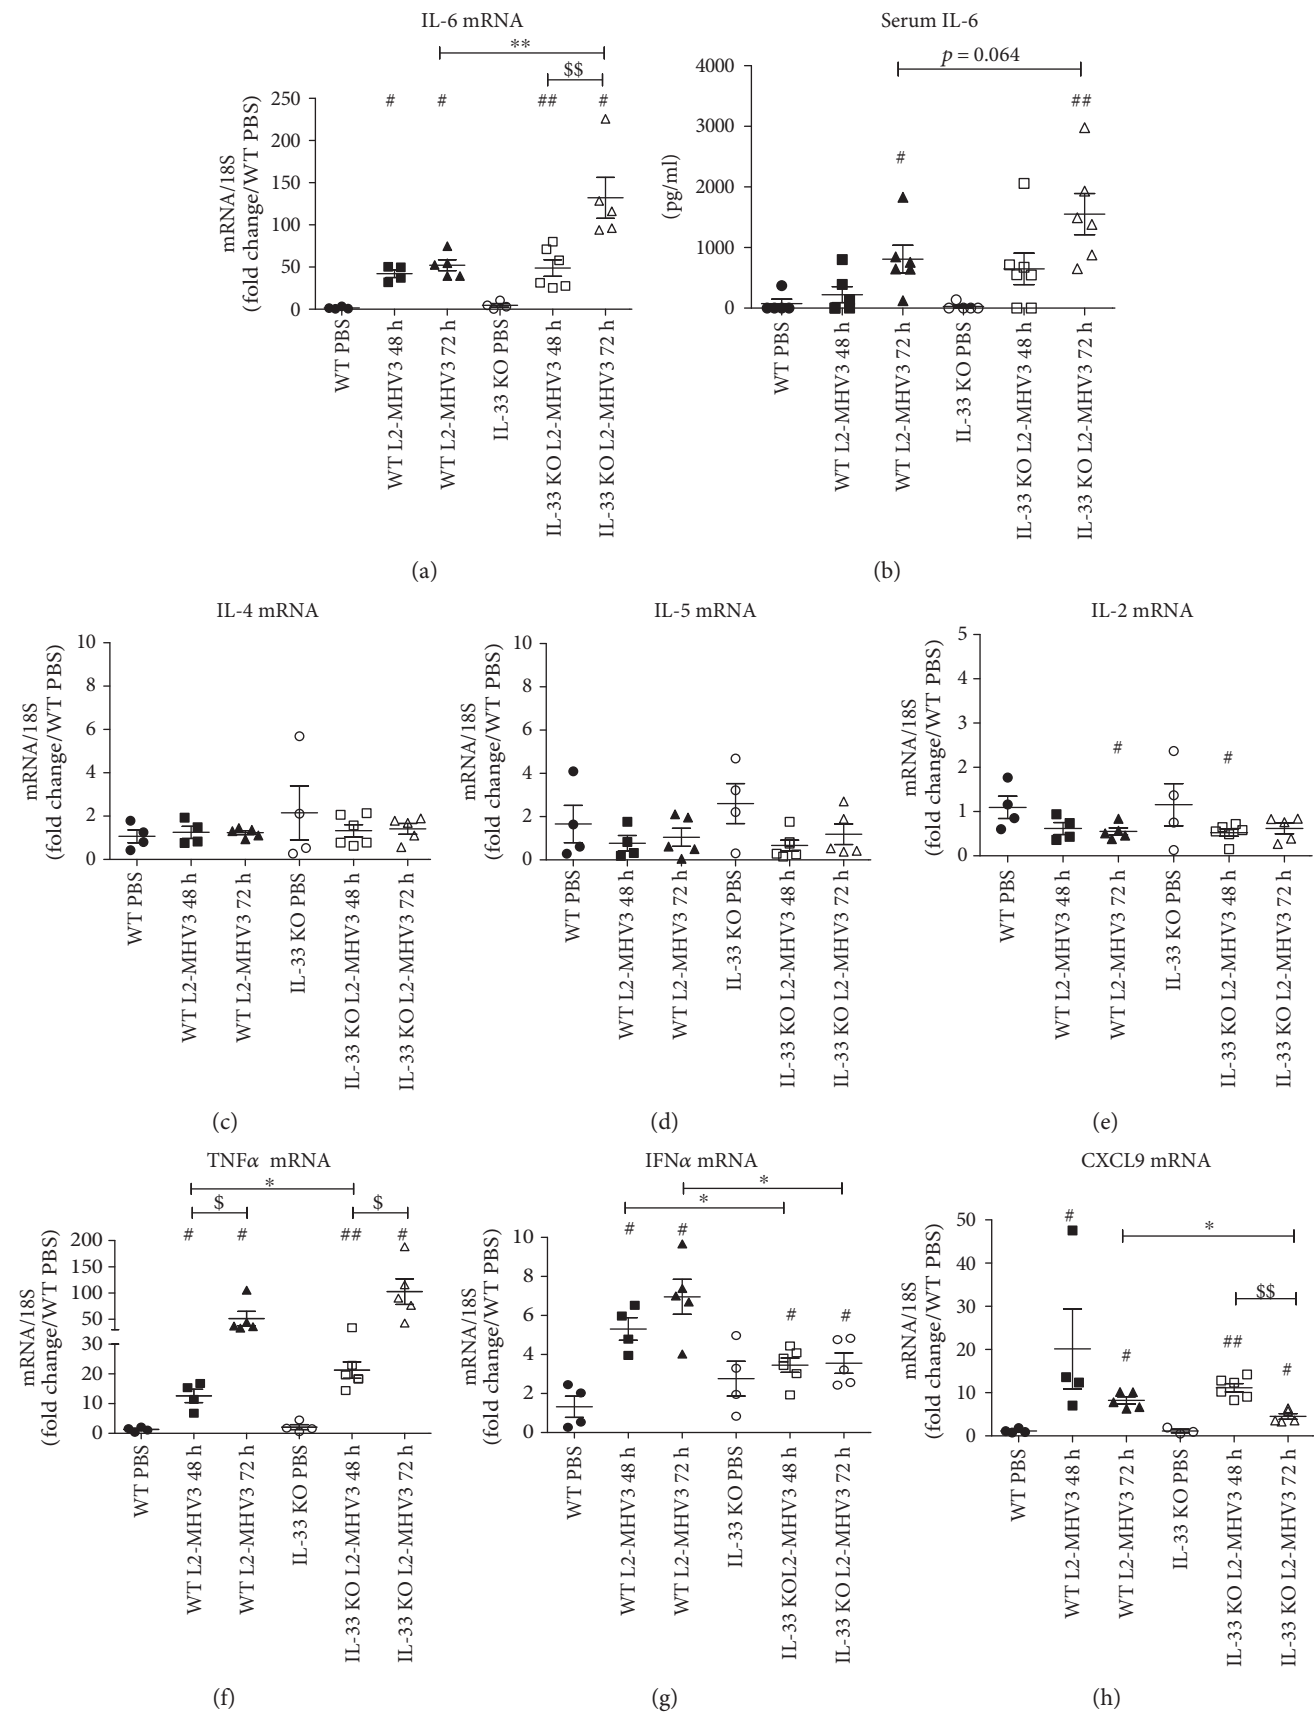 IL-6 mRNA
**
$$
# # ## #
mRNA/18S
(fold change/WT PBS)
250
200
150
100
50
0
WT PBS
WT L2-MHV3 48 h
WT L2-MHV3 72 h
IL-33 KO PBS
IL-33 KO L2-MHV3 48 h
IL-33 KO L2-MHV3 72 h
(a)
Serum IL-6
p = 0.064
# ##
(pg/ml)
4000
3000
2000
1000
0
WT PBS
WT L2-MHV3 48 h
WT L2-MHV3 72 h
IL-33 KO PBS
IL-33 KO L2-MHV3 48 h
IL-33 KO L2-MHV3 72 h
(b)
IL-4 mRNA
mRNA/18S
(fold change/WT PBS)
10
8
6
4
2
0
WT PBS
WT L2-MHV3 48 h
WT L2-MHV3 72 h
IL-33 KO PBS
IL-33 KO L2-MHV3 48 h
IL-33 KO L2-MHV3 72 h
(c)
IL-5 mRNA
mRNA/18S
(fold change/WT PBS)
10
8
6
4
2
0
WT PBS
WT L2-MHV3 48 h
WT L2-MHV3 72 h
IL-33 KO PBS
IL-33 KO L2-MHV3 48 h
IL-33 KO L2-MHV3 72 h
(d)
IL-2 mRNA
# #
mRNA/18S
(fold change/WT PBS)
5
4
3
2
1
0
WT PBS
WT L2-MHV3 48 h
WT L2-MHV3 72 h
IL-33 KO PBS
IL-33 KO L2-MHV3 48 h
IL-33 KO L2-MHV3 72 h
(e)
TNFα mRNA
*
$ $
# # ## #
mRNA/18S
(fold change/WT PBS)
200
150
100
50
30
20
10
0
WT PBS
WT L2-MHV3 48 h
WT L2-MHV3 72 h
IL-33 KO PBS
IL-33 KO L2-MHV3 48 h
IL-33 KO L2-MHV3 72 h
(f)
IFNα mRNA
*
*
# #
# #
mRNA/18S
(fold change/WT PBS)
10
8
6
4
2
0
WT PBS
WT L2-MHV3 48 h
WT L2-MHV3 72 h
IL-33 KO PBS
IL-33 KOL2-MHV3 48 h
IL-33 KO L2-MHV3 72 h
(g)
CXCL9 mRNA
#
*
$$
##
# #
mRNA/18S
(fold change/WT PBS)
50
40
30
20
10
0
WT PBS
WT L2-MHV3 48 h
WT L2-MHV3 72 h
IL-33 KO PBS
IL-33 KO L2-MHV3 48 h
IL-33 KO L2-MHV3 72 h
(h)